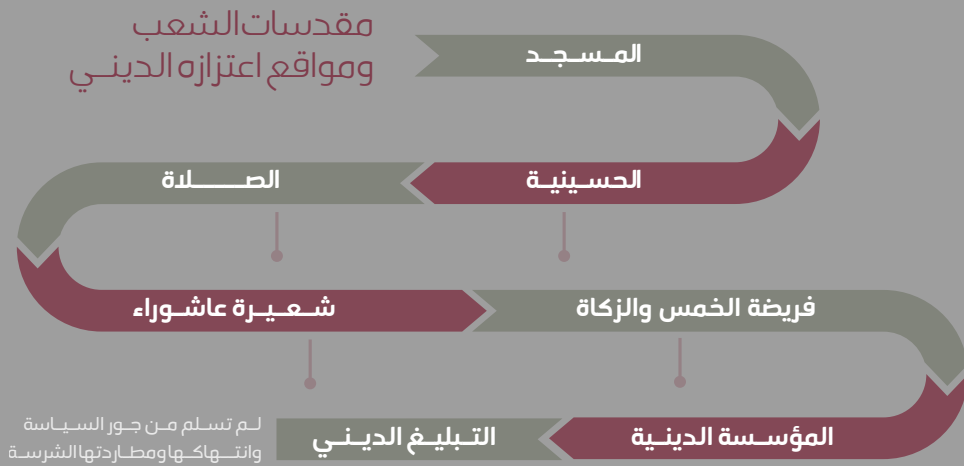 مقدسات الشعب
ومواقع اعتزازه الديني
المسجد
الحسينية
الصلاة
شعيرة عاشوراء
فريضة الخمس والزكاة
المؤسسة الدينية
التبليغ الديني
لم تسلم من جور السياسة
وانتهاكها ومطاردتها الشرسة